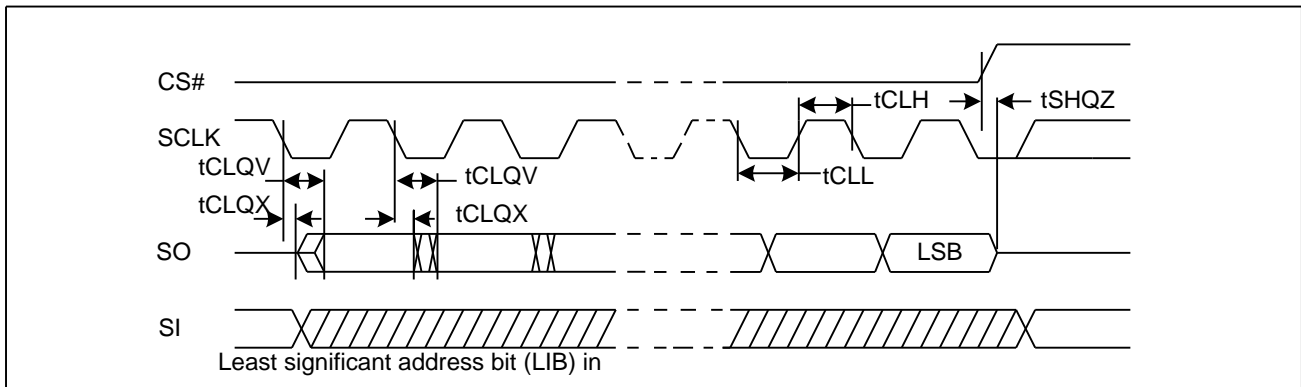 CS#
tCLH
tSHQZ
SCLK
tCLQV
tCLQV
tCLL
tCLQX
tCLQX
SO
LSB
SI
Least significant address bit (LIB) in